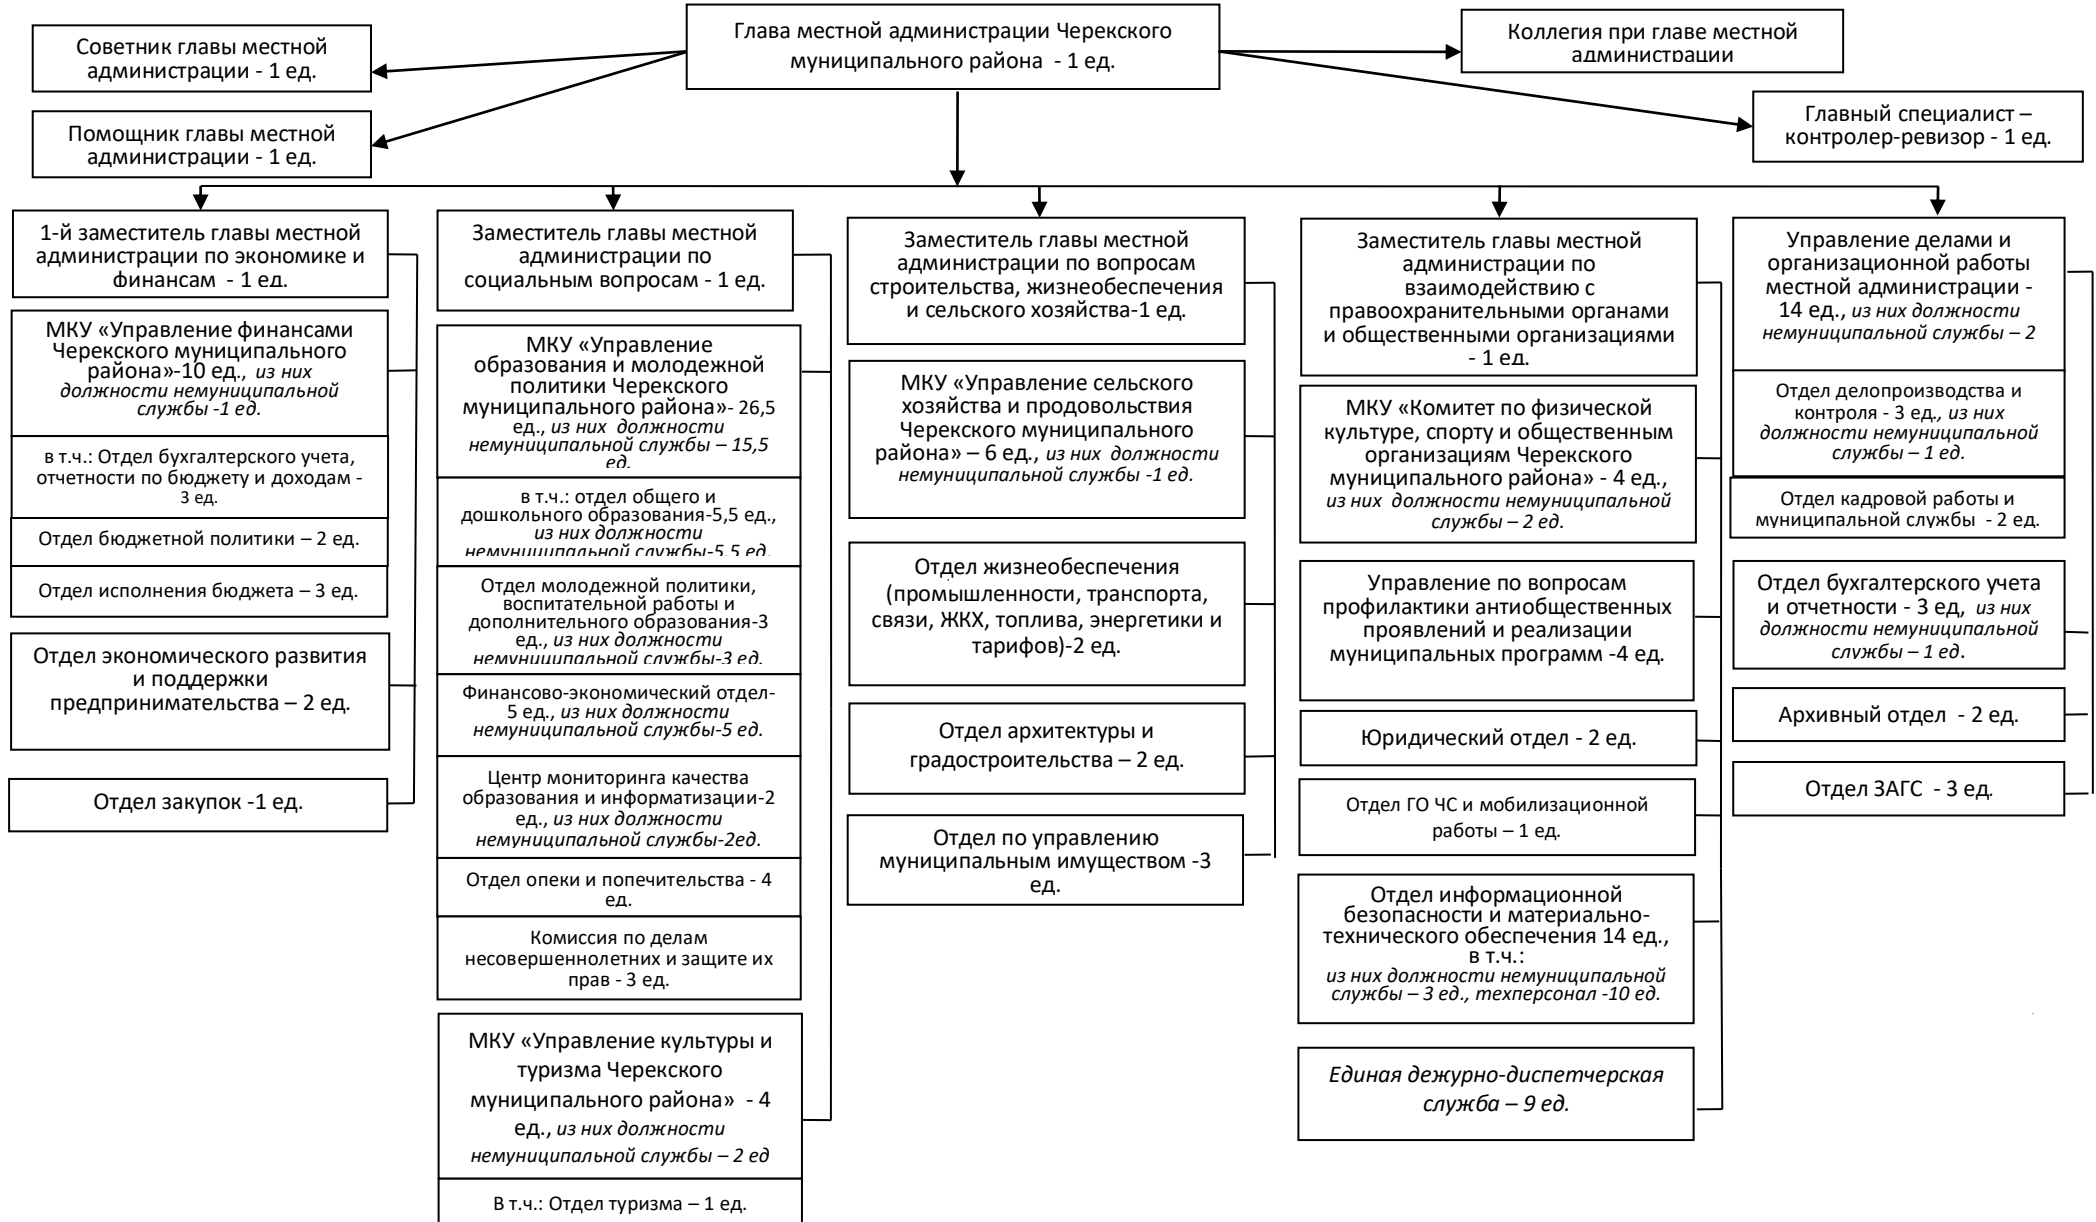 Глава местной администрации Черекского
муниципального района - 1 ед.
Советник главы местной
администрации - 1 ед.
Помощник главы местной
администрации - 1 ед.
Коллегия при главе местной
администрации
Главный специалист –
контролер-ревизор - 1 ед.
1-й заместитель главы местной
администрации по экономике и
финансам - 1 ед.
МКУ «Управление финансами
Черекского муниципального
района»-10 ед., из них
должности немуниципальной
службы -1 ед.
в т.ч.: Отдел бухгалтерского учета,
отчетности по бюджету и доходам -
3 ед.
Отдел бюджетной политики – 2 ед.
Отдел исполнения бюджета – 3 ед.
Отдел экономического развития
и поддержки
предпринимательства – 2 ед.
Отдел закупок -1 ед.
Заместитель главы местной
администрации по
социальным вопросам - 1 ед.
МКУ «Управление
образования и молодежной
политики Черекского
муниципального района»- 26,5
ед., из них должности
немуниципальной службы – 15,5
ед.
в т.ч.: отдел общего и
дошкольного образования-5,5 ед.,
из них должности
немуниципальной службы-5,5 ед.
Отдел молодежной политики,
воспитательной работы и
дополнительного образования-3
ед., из них должности
немуниципальной службы-3 ед.
Финансово-экономический отдел-
5 ед., из них должности
немуниципальной службы-5 ед.
Центр мониторинга качества
образования и информатизации-2
ед., из них должности
немуниципальной службы-2ед.
Отдел опеки и попечительства - 4
ед.
Комиссия по делам
несовершеннолетних и защите их
прав - 3 ед.
МКУ «Управление культуры и
туризма Черекского
муниципального района» - 4
ед., из них должности
немуниципальной службы – 2 ед
В т.ч.: Отдел туризма – 1 ед.
Заместитель главы местной
администрации по вопросам
строительства, жизнеобеспечения
и сельского хозяйства-1 ед.
МКУ «Управление сельского
хозяйства и продовольствия
Черекского муниципального
района» – 6 ед., из них должности
немуниципальной службы -1 ед.
Отдел жизнеобеспечения
(промышленности, транспорта,
связи, ЖКХ, топлива, энергетики и
тарифов)-2 ед.
Отдел архитектуры и
градостроительства – 2 ед.
Отдел по управлению
муниципальным имуществом -3
ед.
Заместитель главы местной
администрации по
взаимодействию с
правоохранительными органами
и общественными организациями
- 1 ед.
МКУ «Комитет по физической
культуре, спорту и общественным
организациям Черекского
муниципального района» - 4 ед.,
из них должности немуниципальной
службы – 2 ед.
Управление по вопросам
профилактики антиобщественных
проявлений и реализации
муниципальных программ -4 ед.
Юридический отдел - 2 ед.
Отдел ГО ЧС и мобилизационной
работы – 1 ед.
Отдел информационной
безопасности и материально-
технического обеспечения 14 ед.,
в т.ч.:
из них должности немуниципальной
службы – 3 ед., техперсонал -10 ед.
Единая дежурно-диспетчерская
служба – 9 ед.
Управление делами и
организационной работы
местной администрации -
14 ед., из них должности
немуниципальной службы – 2
Отдел делопроизводства и
контроля - 3 ед., из них
должности немуниципальной
службы – 1 ед.
Отдел кадровой работы и
муниципальной службы - 2 ед.
Отдел бухгалтерского учета
и отчетности - 3 ед, из них
должности немуниципальной
службы – 1 ед.
Архивный отдел - 2 ед.
Отдел ЗАГС - 3 ед.